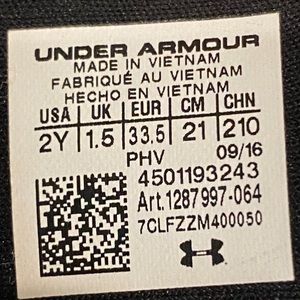 UNDER ARMOUR
MADE IN VIETNAM
FABRIQUÉ AU VIETNAM
HECHO EN VIETNAM
USA UK EUR CM CHN
2Y 1.5 33.5 21 210
PHV 09/16
4501193243
Art.1287997-064
7CLFZZM400050